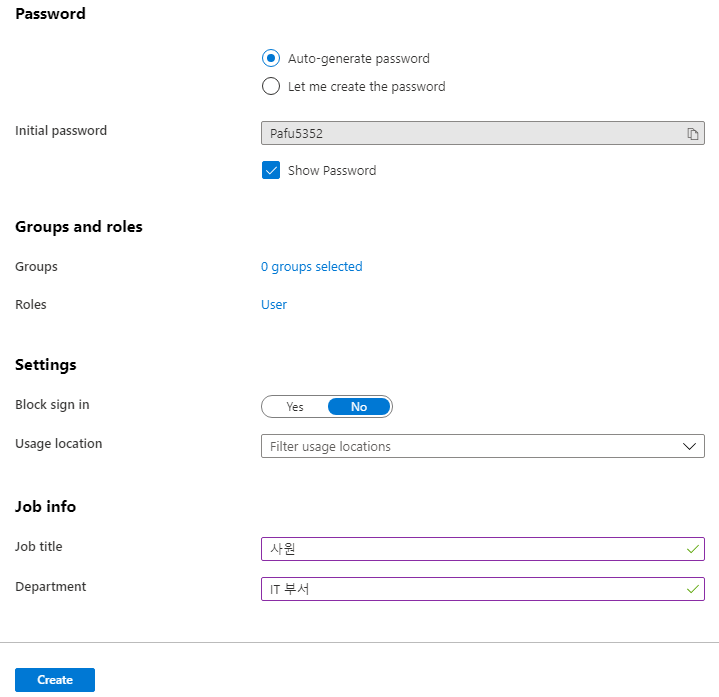 Password
Auto-generate password
Let me create the password
Initial password
Pafu5352
Show Password
Groups and roles
Groups
0 groups selected
Roles
User
Settings
Block sign in
Yes
No
Usage location
Filter usage locations
Job info
Job title
사원
Department
IT 부서
Create